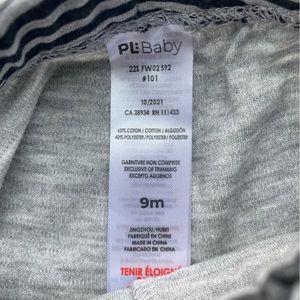 PL Baby
22S FW02 592
#101
10/2021
CA 28934 RN 111433
60% COTON / COTTON / ALGODÓN
40% POLYESTER / POLYESTER / POLIÉSTER
GARNITURE NON COMPRISE
EXCLUSIVE OF TRIMMING
EXCEPTO ADORNOS
9m
JINGZHOU/HUBEI
FABRIQUÉ EN CHINE
MADE IN CHINA
FABRICADO EN CHINA
TENIR ÉLOIGNÉ